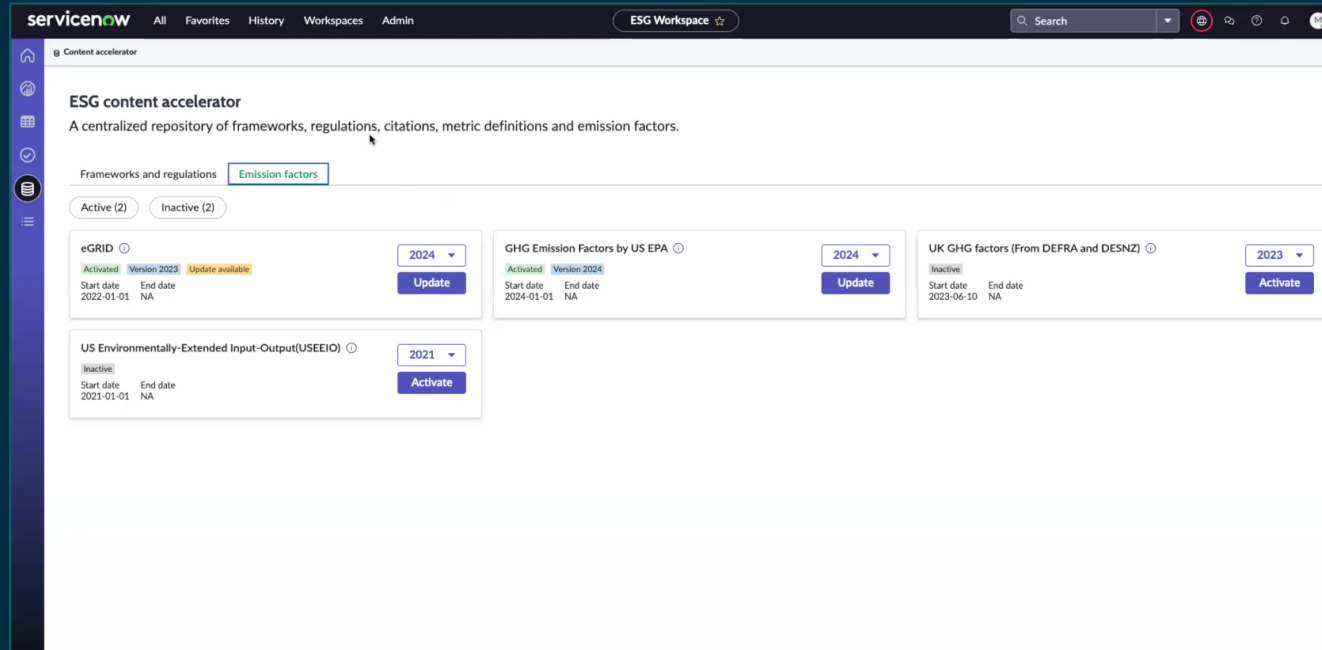 servicenow All Favorites History Workspaces Admin ESG Workspace Search M
Content accelerator
ESG content accelerator
A centralized repository of frameworks, regulations, citations, metric definitions and emission factors.
Frameworks and regulations Emission factors
Active (2) Inactive (2)
eGRID
2024
Activated Version 2023 Update available
Start date End date
2022-01-01 NA
Update
GHG Emission Factors by US EPA
2024
Activated Version 2024
Start date End date
2024-01-01 NA
Update
UK GHG factors (From DEFRA and DESNZ)
2023
Inactive
Start date End date
2023-06-10 NA
Activate
US Environmentally-Extended Input-Output(USEEIO)
2021
Inactive
Start date End date
2021-01-01 NA
Activate